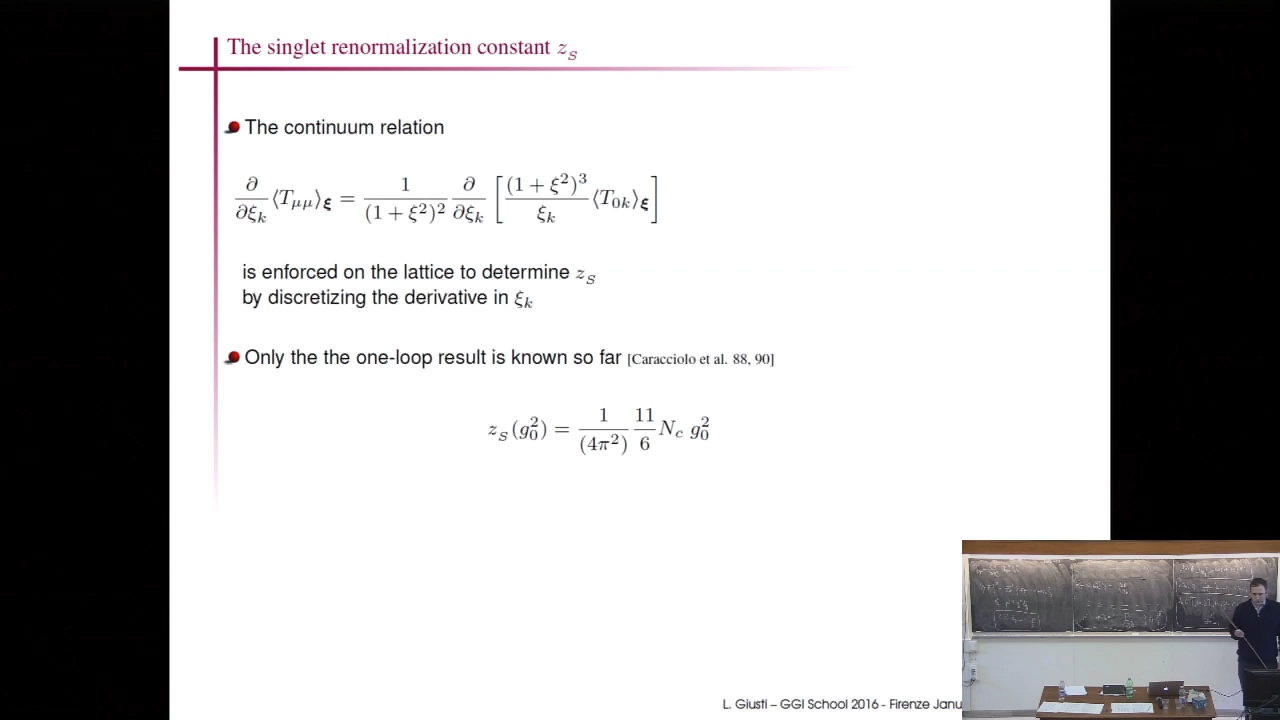 The singlet renormalization constant z_S
The continuum relation
∂/∂ξ_k ⟨T_μμ⟩_ξ = 1/(1 + ξ²)² ∂/∂ξ_k [ (1 + ξ²)³/ξ_k ⟨T_0k⟩_ξ ]
is enforced on the lattice to determine z_S
by discretizing the derivative in ξ_k
Only the the one-loop result is known so far [Caracciolo et al. 88, 90]
z_S(g_0²) = 1/(4π²) 11/6 N_c g_0²
L. Giusti – GGI School 2016 - Firenze Janu